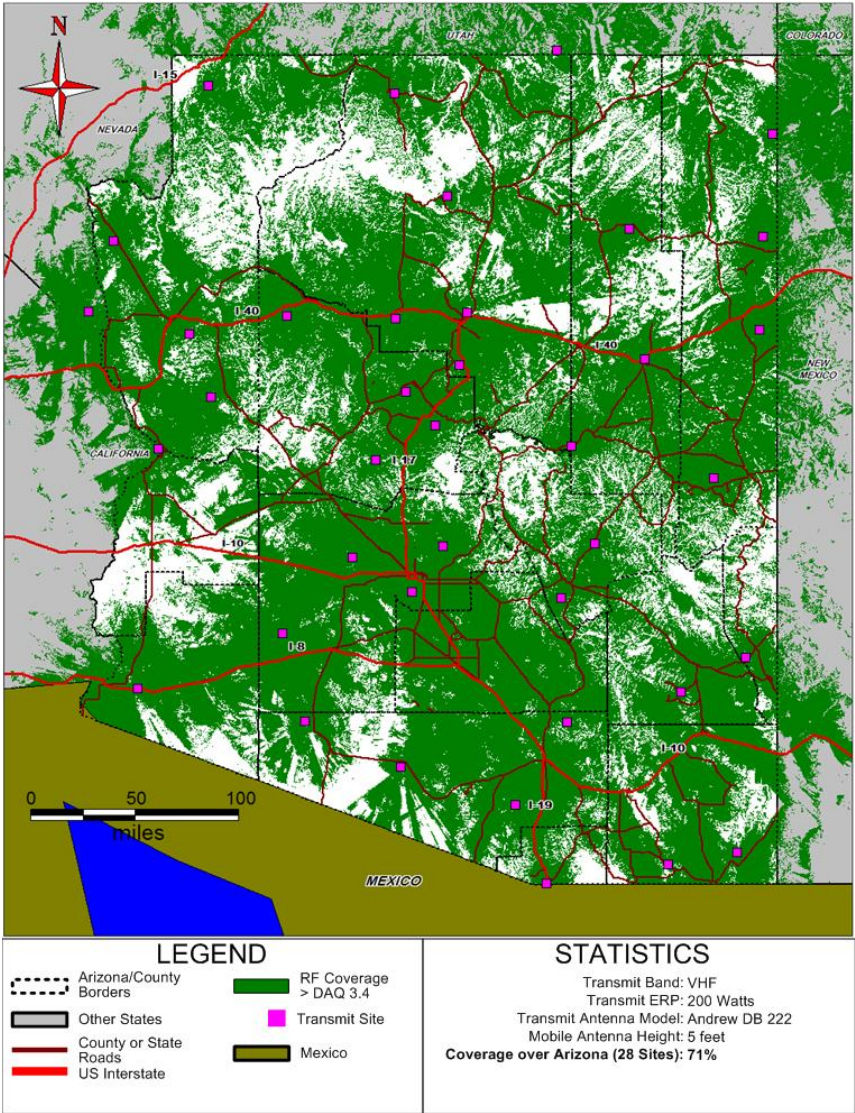 N
UTAH
COLORADO
I-15
NEVADA
I-40
I-40
NEW
MEXICO
CALIFORNIA
I-17
I-10
I-8
I-10
0 50 100
miles
I-19
MEXICO
LEGEND
Arizona/County
Borders
RF Coverage
> DAQ 3.4
Other States
Transmit Site
County or State
Roads
Mexico
US Interstate
STATISTICS
Transmit Band: VHF
Transmit ERP: 200 Watts
Transmit Antenna Model: Andrew DB 222
Mobile Antenna Height: 5 feet
Coverage over Arizona (28 Sites): 71%